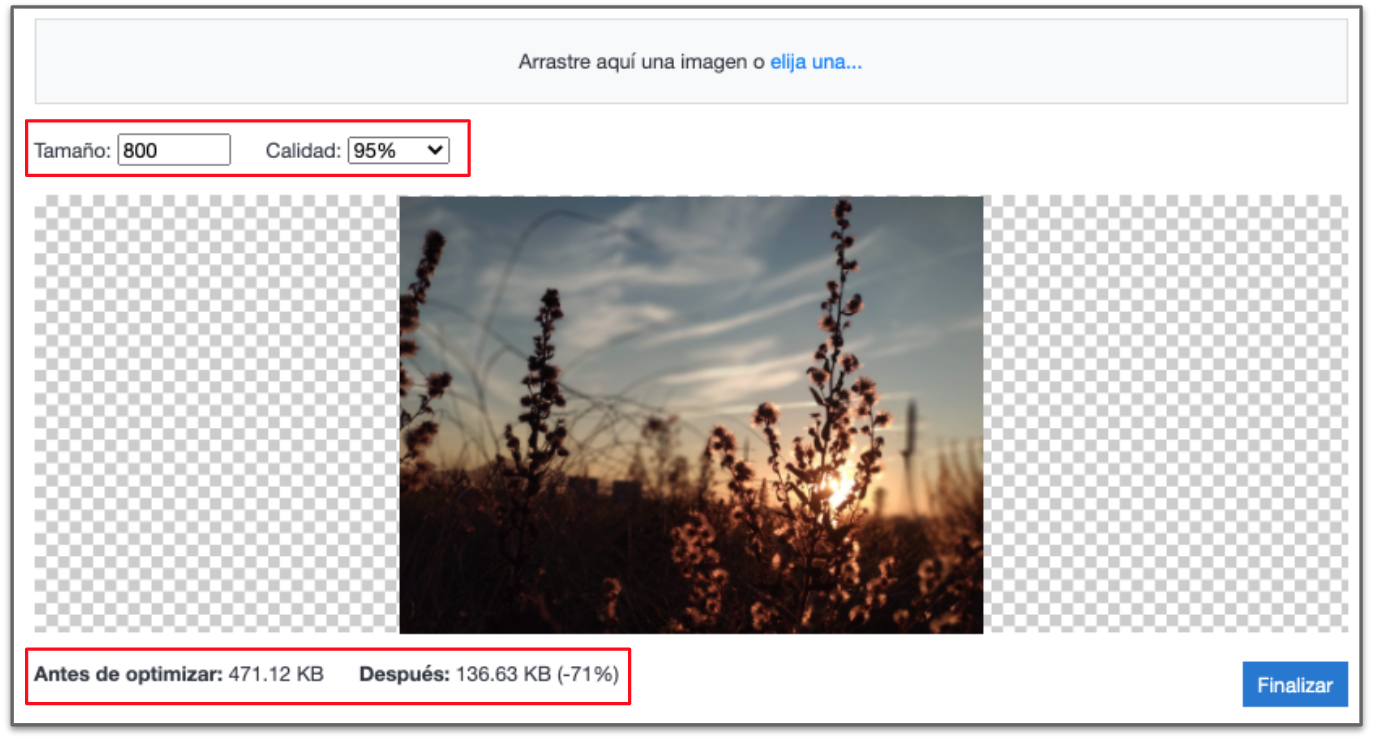 Arrastre aquí una imagen o elija una...
Tamaño: 800 Calidad: 95%
Antes de optimizar: 471.12 KB Después: 136.63 KB (-71%)
Finalizar